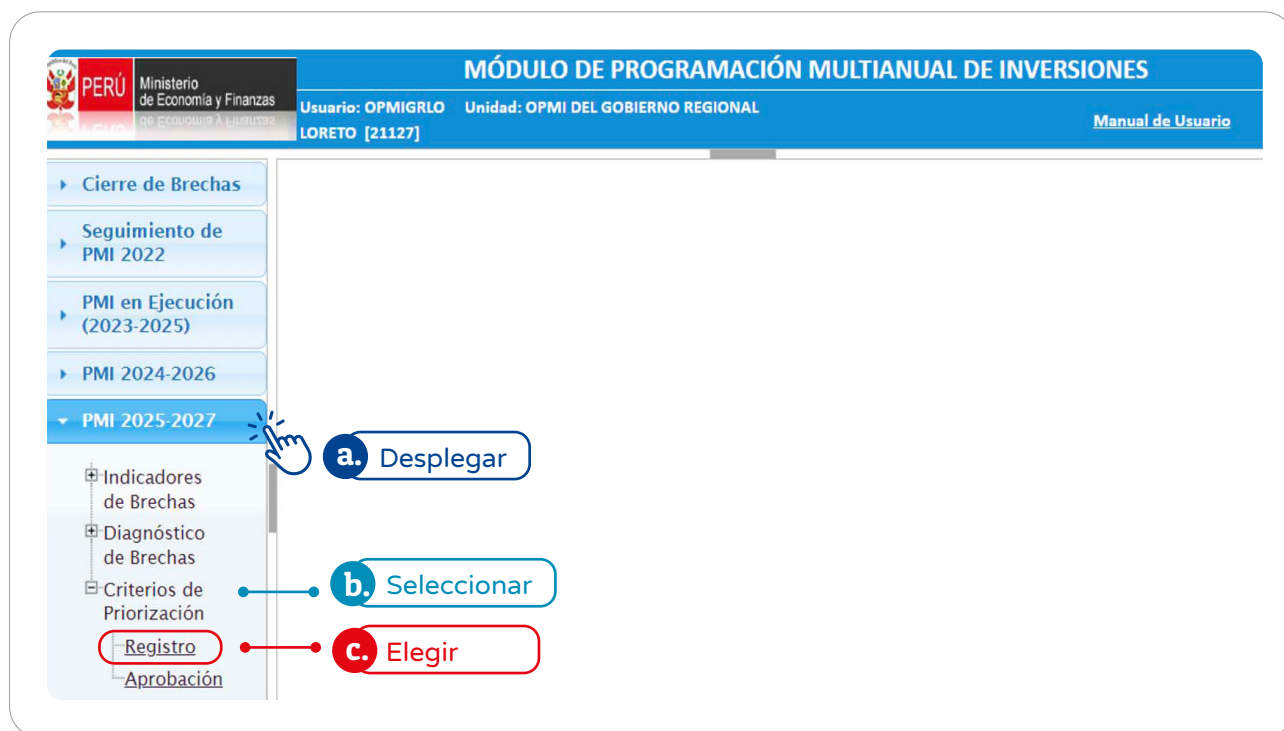 PERÚ
Ministerio
de Economía y Finanzas
MÓDULO DE PROGRAMACIÓN MULTIANUAL DE INVERSIONES
Usuario: OPMIGRLO Unidad: OPMI DEL GOBIERNO REGIONAL
LORETO [21127]
Manual de Usuario
Cierre de Brechas
Seguimiento de
PMI 2022
PMI en Ejecución
(2023-2025)
PMI 2024-2026
PMI 2025-2027
a. Desplegar
Indicadores
de Brechas
Diagnóstico
de Brechas
Criterios de
Priorización
b. Seleccionar
Registro
c. Elegir
Aprobación